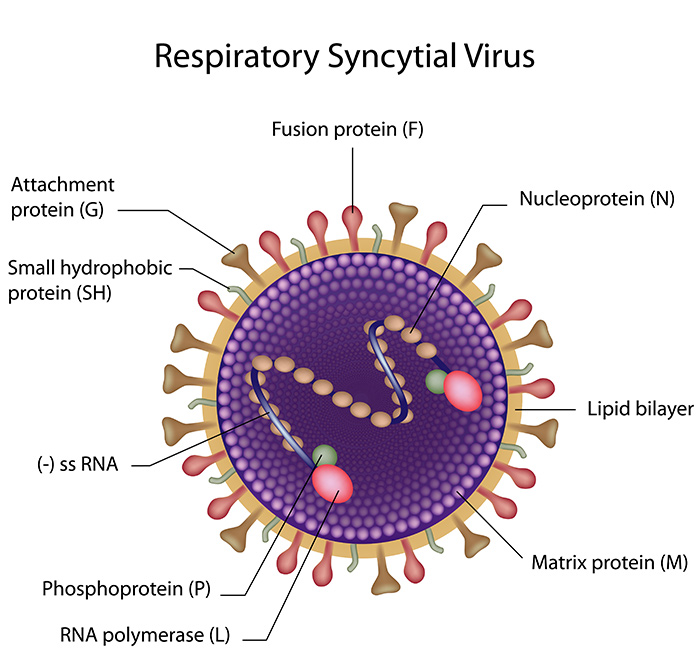 Respiratory Syncytial Virus
Fusion protein (F)
Attachment
protein (G)
Nucleoprotein (N)
Small hydrophobic
protein (SH)
Lipid bilayer
(-) ss RNA
Matrix protein (M)
Phosphoprotein (P)
RNA polymerase (L)